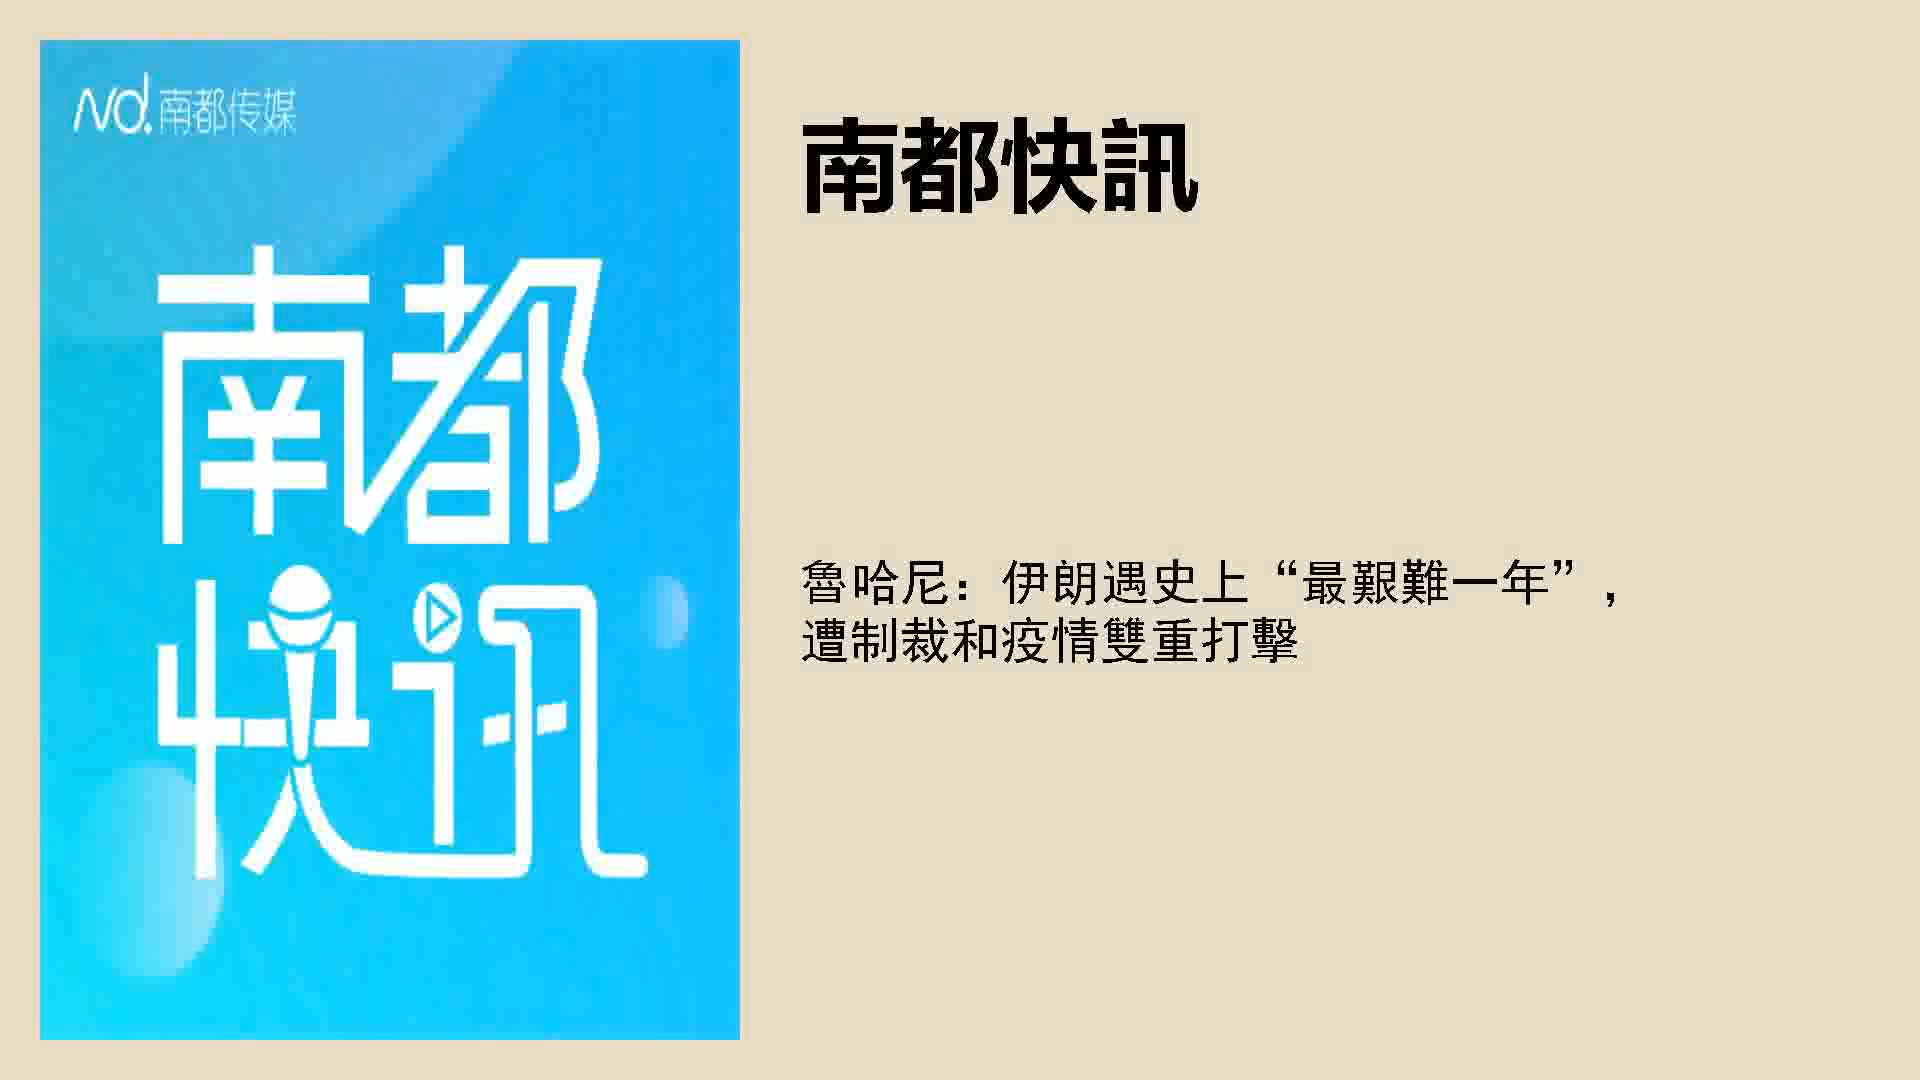 Nd.南都传媒
南都
快讯
南都快訊
魯哈尼：伊朗遇史上“最艱難一年”，
遭制裁和疫情雙重打擊